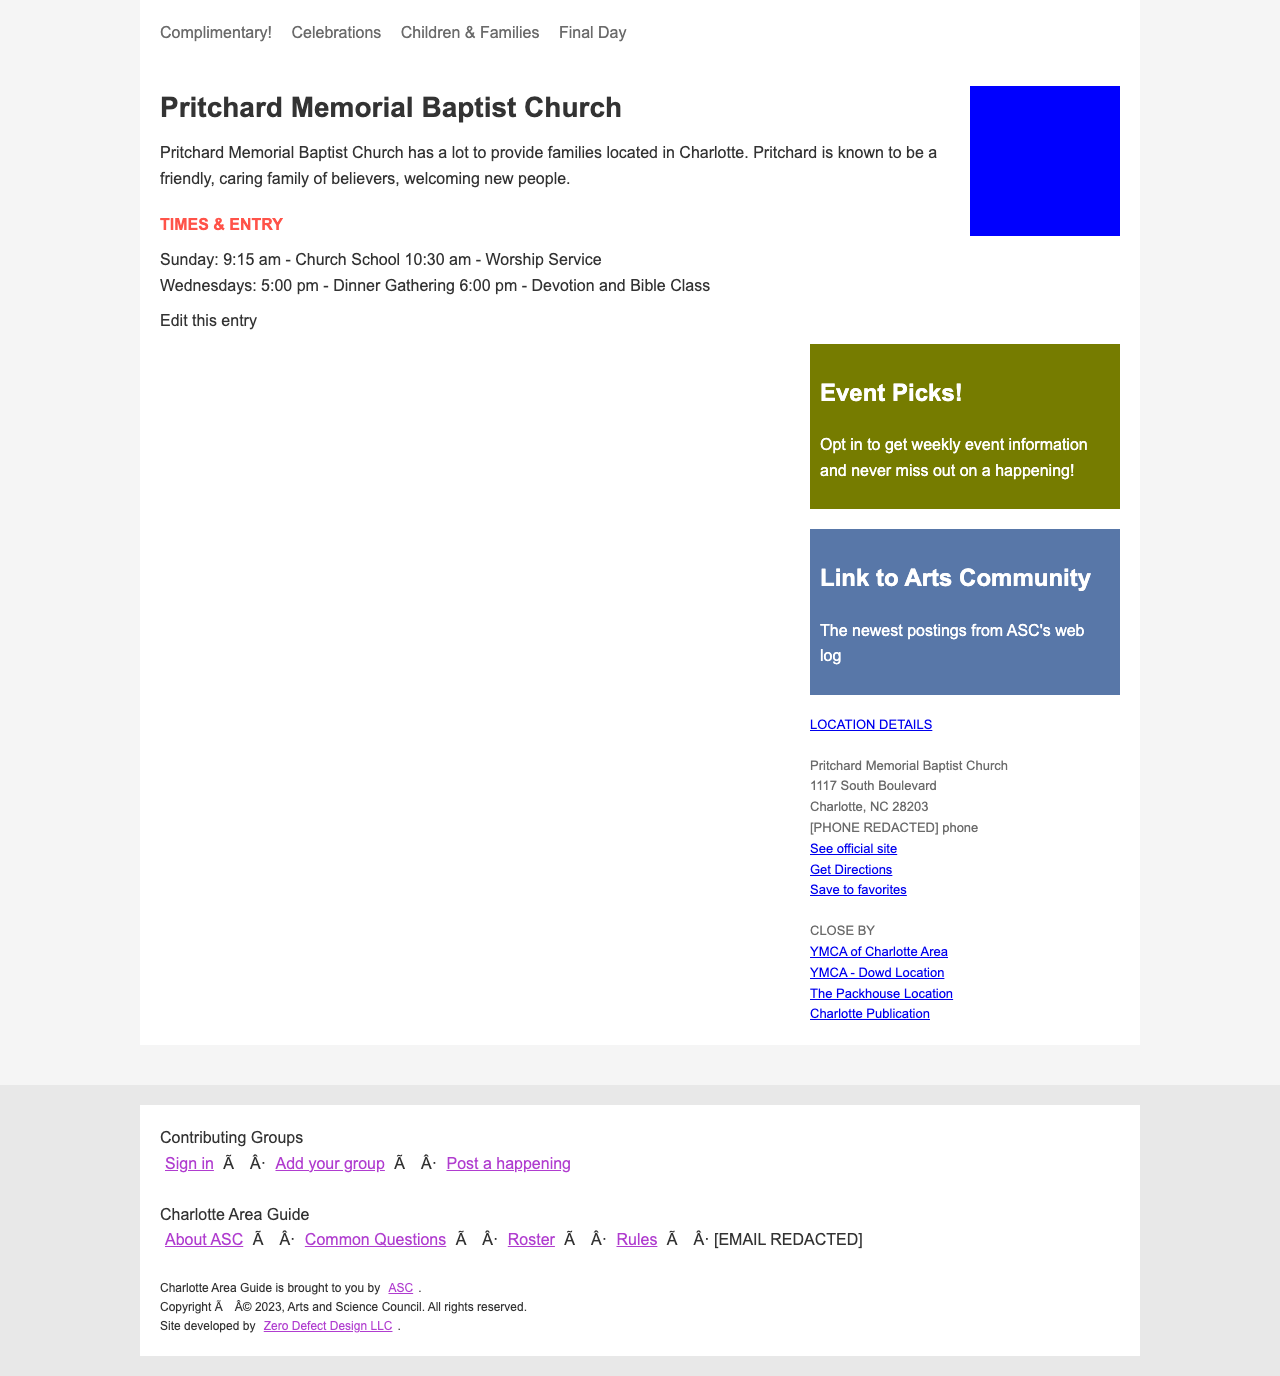 Complimentary! Celebrations Children & Families Final Day
Pritchard Memorial Baptist Church
Pritchard Memorial Baptist Church has a lot to provide families located in Charlotte. Pritchard is known to be a
friendly, caring family of believers, welcoming new people.
TIMES & ENTRY
Sunday: 9:15 am - Church School 10:30 am - Worship Service
Wednesdays: 5:00 pm - Dinner Gathering 6:00 pm - Devotion and Bible Class
Edit this entry
Event Picks!
Opt in to get weekly event information
and never miss out on a happening!
Link to Arts Community
The newest postings from ASC's web
log
LOCATION DETAILS
Pritchard Memorial Baptist Church
1117 South Boulevard
Charlotte, NC 28203
[PHONE REDACTED] phone
See official site
Get Directions
Save to favorites
CLOSE BY
YMCA of Charlotte Area
YMCA - Dowd Location
The Packhouse Location
Charlotte Publication
Contributing Groups
Sign in Ã Â· Add your group Ã Â· Post a happening
Charlotte Area Guide
About ASC Ã Â· Common Questions Ã Â· Roster Ã Â· Rules Ã Â· [EMAIL REDACTED]
Charlotte Area Guide is brought to you by ASC .
Copyright Ã Â© 2023, Arts and Science Council. All rights reserved.
Site developed by Zero Defect Design LLC .